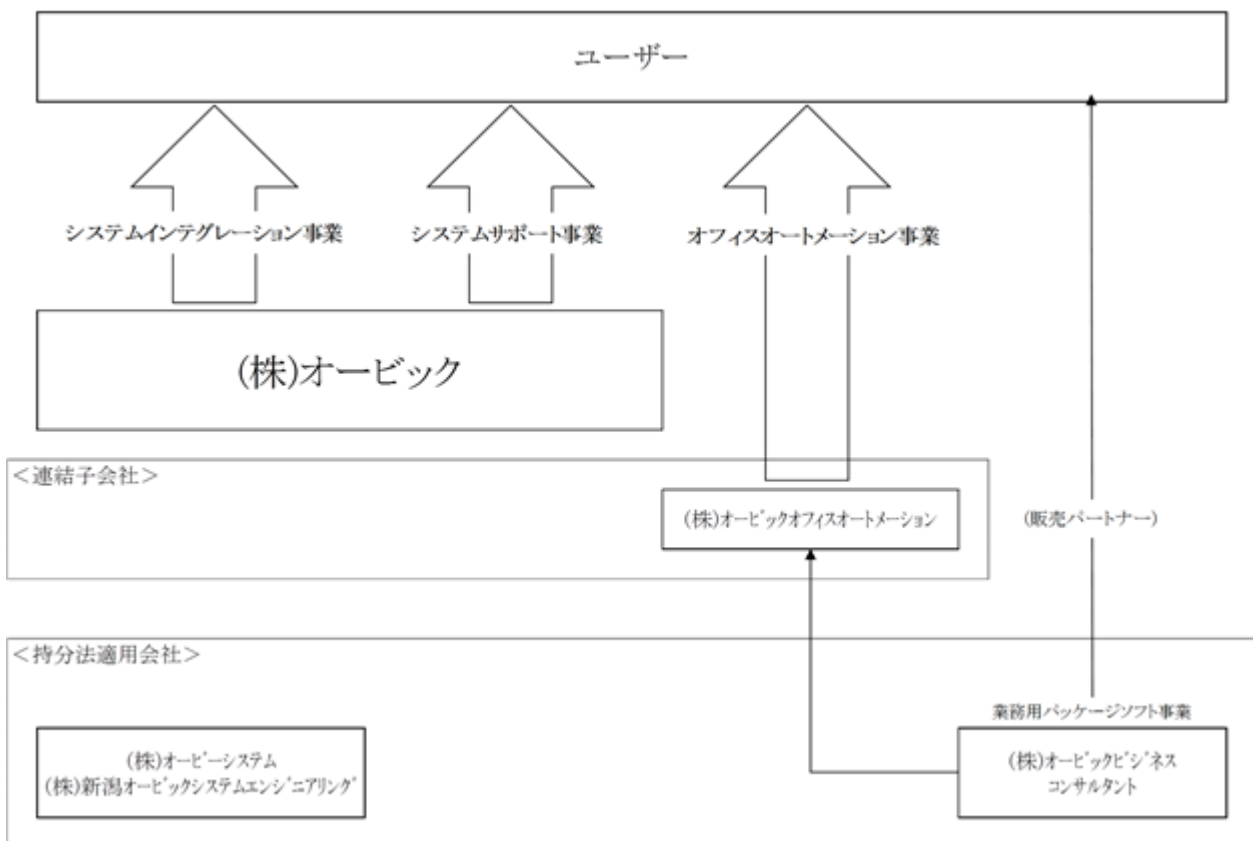 ユーザー
システムインテグレーション事業
システムサポート事業
オフィスオートメーション事業
(株)オービック
＜連結子会社＞
(株)オービックオフィスオートメーション
(販売パートナー)
＜持分法適用会社＞
業務用パッケージソフト事業
(株)オービーシステム
(株)新潟オービックシステムエンジニアリング
(株)オービックビジネス
コンサルタント